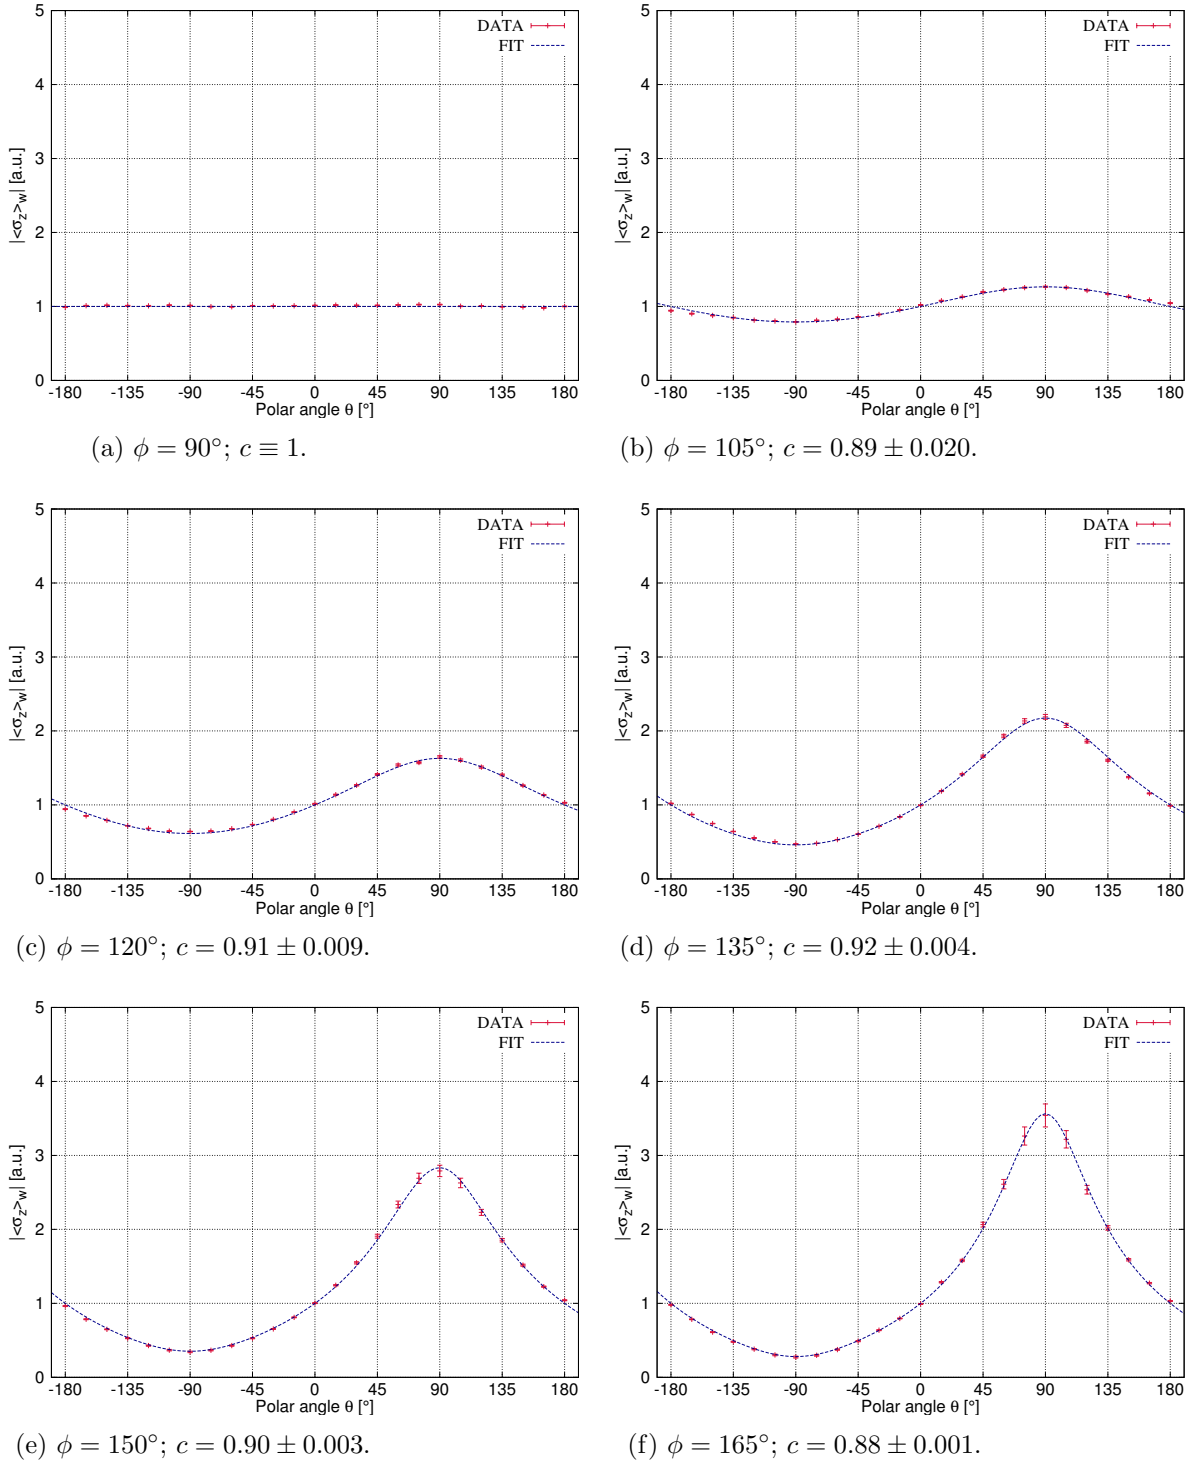 5
4
3
2
1
0
|<σz>w| [a.u.]
DATA
FIT
-180 -135 -90 -45 0 45 90 135 180
Polar angle θ [°]
(a) ϕ = 90°; c ≡ 1.
5
4
3
2
1
0
|<σz>w| [a.u.]
DATA
FIT
-180 -135 -90 -45 0 45 90 135 180
Polar angle θ [°]
(b) ϕ = 105°; c = 0.89 ± 0.020.
5
4
3
2
1
0
|<σz>w| [a.u.]
DATA
FIT
-180 -135 -90 -45 0 45 90 135 180
Polar angle θ [°]
(c) ϕ = 120°; c = 0.91 ± 0.009.
5
4
3
2
1
0
|<σz>w| [a.u.]
DATA
FIT
-180 -135 -90 -45 0 45 90 135 180
Polar angle θ [°]
(d) ϕ = 135°; c = 0.92 ± 0.004.
5
4
3
2
1
0
|<σz>w| [a.u.]
DATA
FIT
-180 -135 -90 -45 0 45 90 135 180
Polar angle θ [°]
(e) ϕ = 150°; c = 0.90 ± 0.003.
5
4
3
2
1
0
|<σz>w| [a.u.]
DATA
FIT
-180 -135 -90 -45 0 45 90 135 180
Polar angle θ [°]
(f) ϕ = 165°; c = 0.88 ± 0.001.